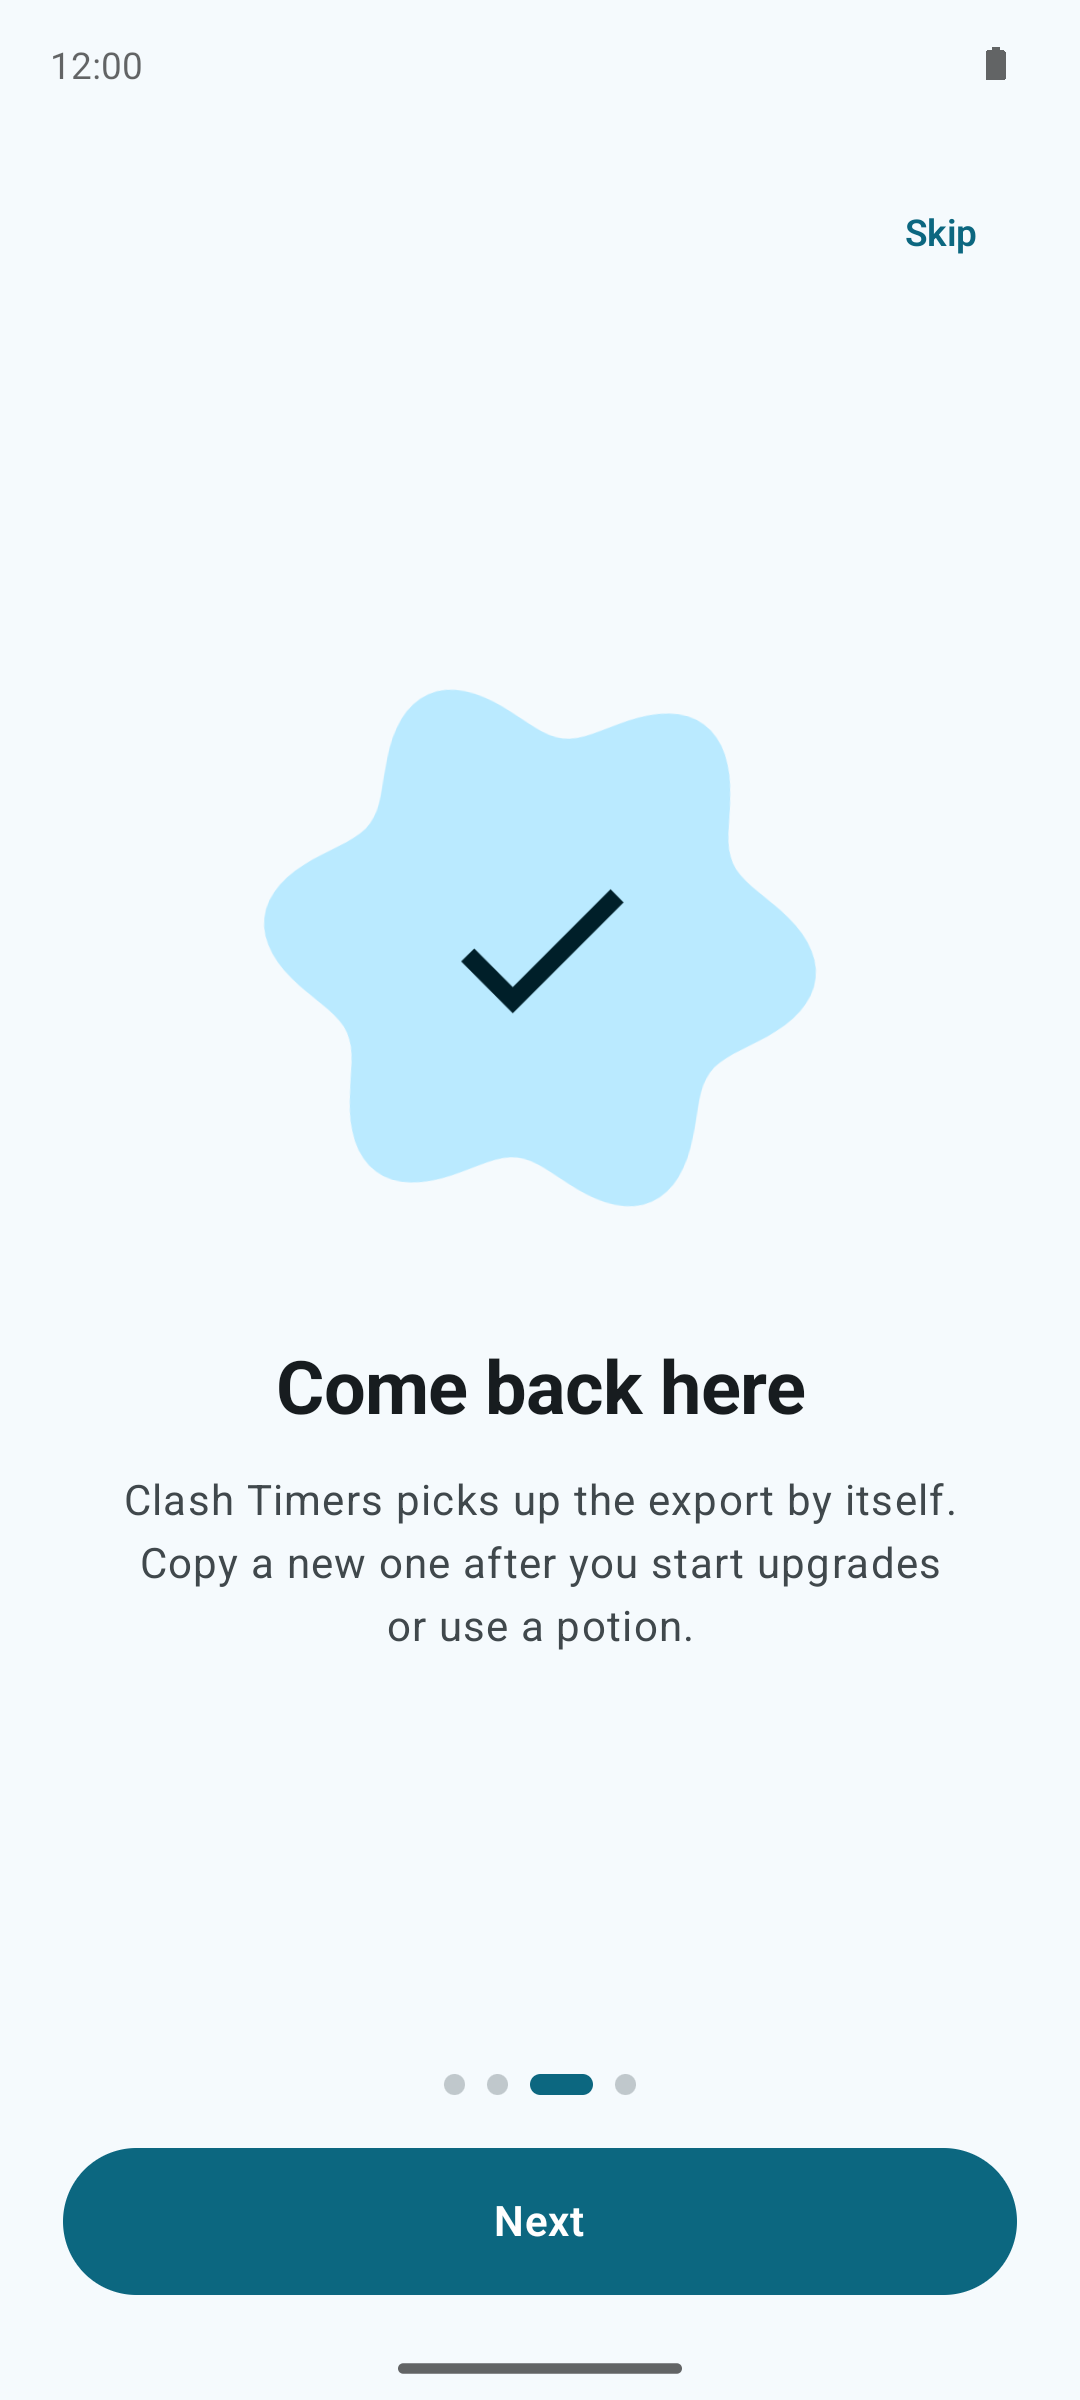 12:00
Skip
Come back here
Clash Timers picks up the export by itself.
Copy a new one after you start upgrades
or use a potion.
Next